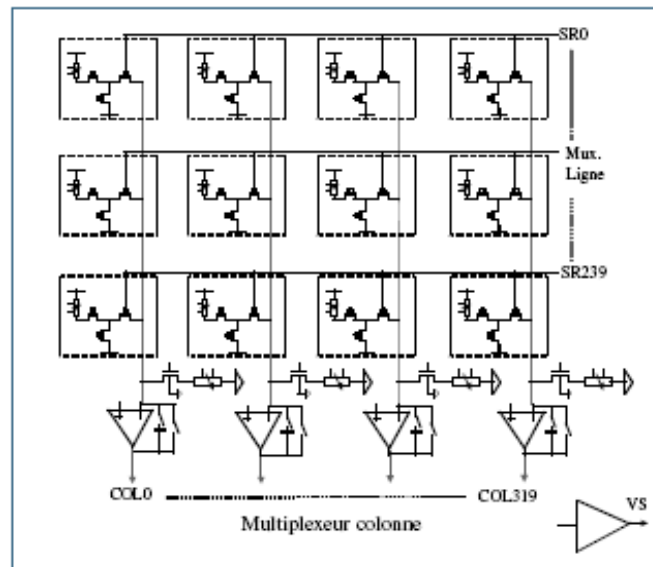 SR0
Mux.
Ligne
SR239
COL0
COL319
VS
Multiplexeur colonne